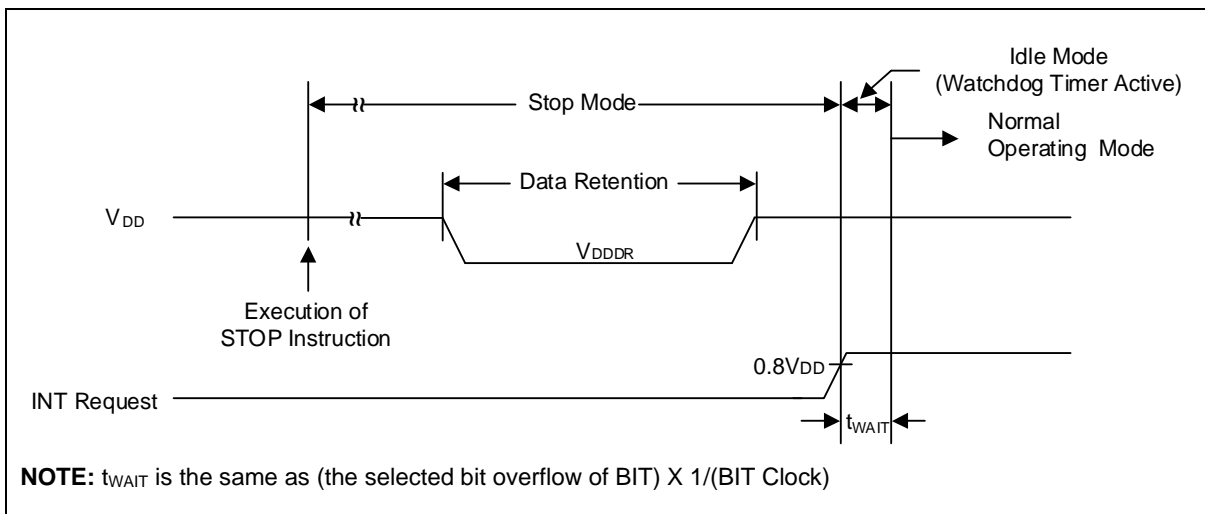 Idle Mode
(Watchdog Timer Active)
Stop Mode
Normal
Operating Mode
Data Retention
VDD
VDDDR
Execution of
STOP Instruction
0.8VDD
INT Request
tWAIT
NOTE: tWAIT is the same as (the selected bit overflow of BIT) X 1/(BIT Clock)